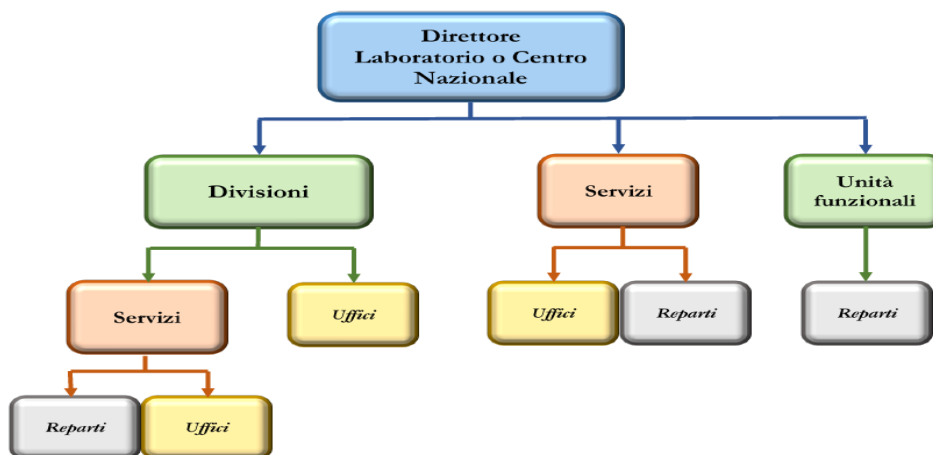 Direttore
Laboratorio o Centro
Nazionale
Divisioni
Servizi
Unità
funzionali
Servizi
Uffici
Uffici
Reparti
Reparti
Reparti
Uffici